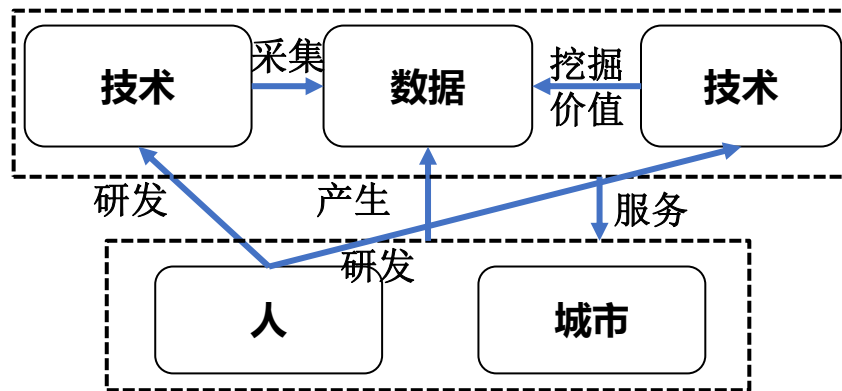 技术
采集
数据
挖掘
价值
技术
研发
产生
服务
研发
人
城市